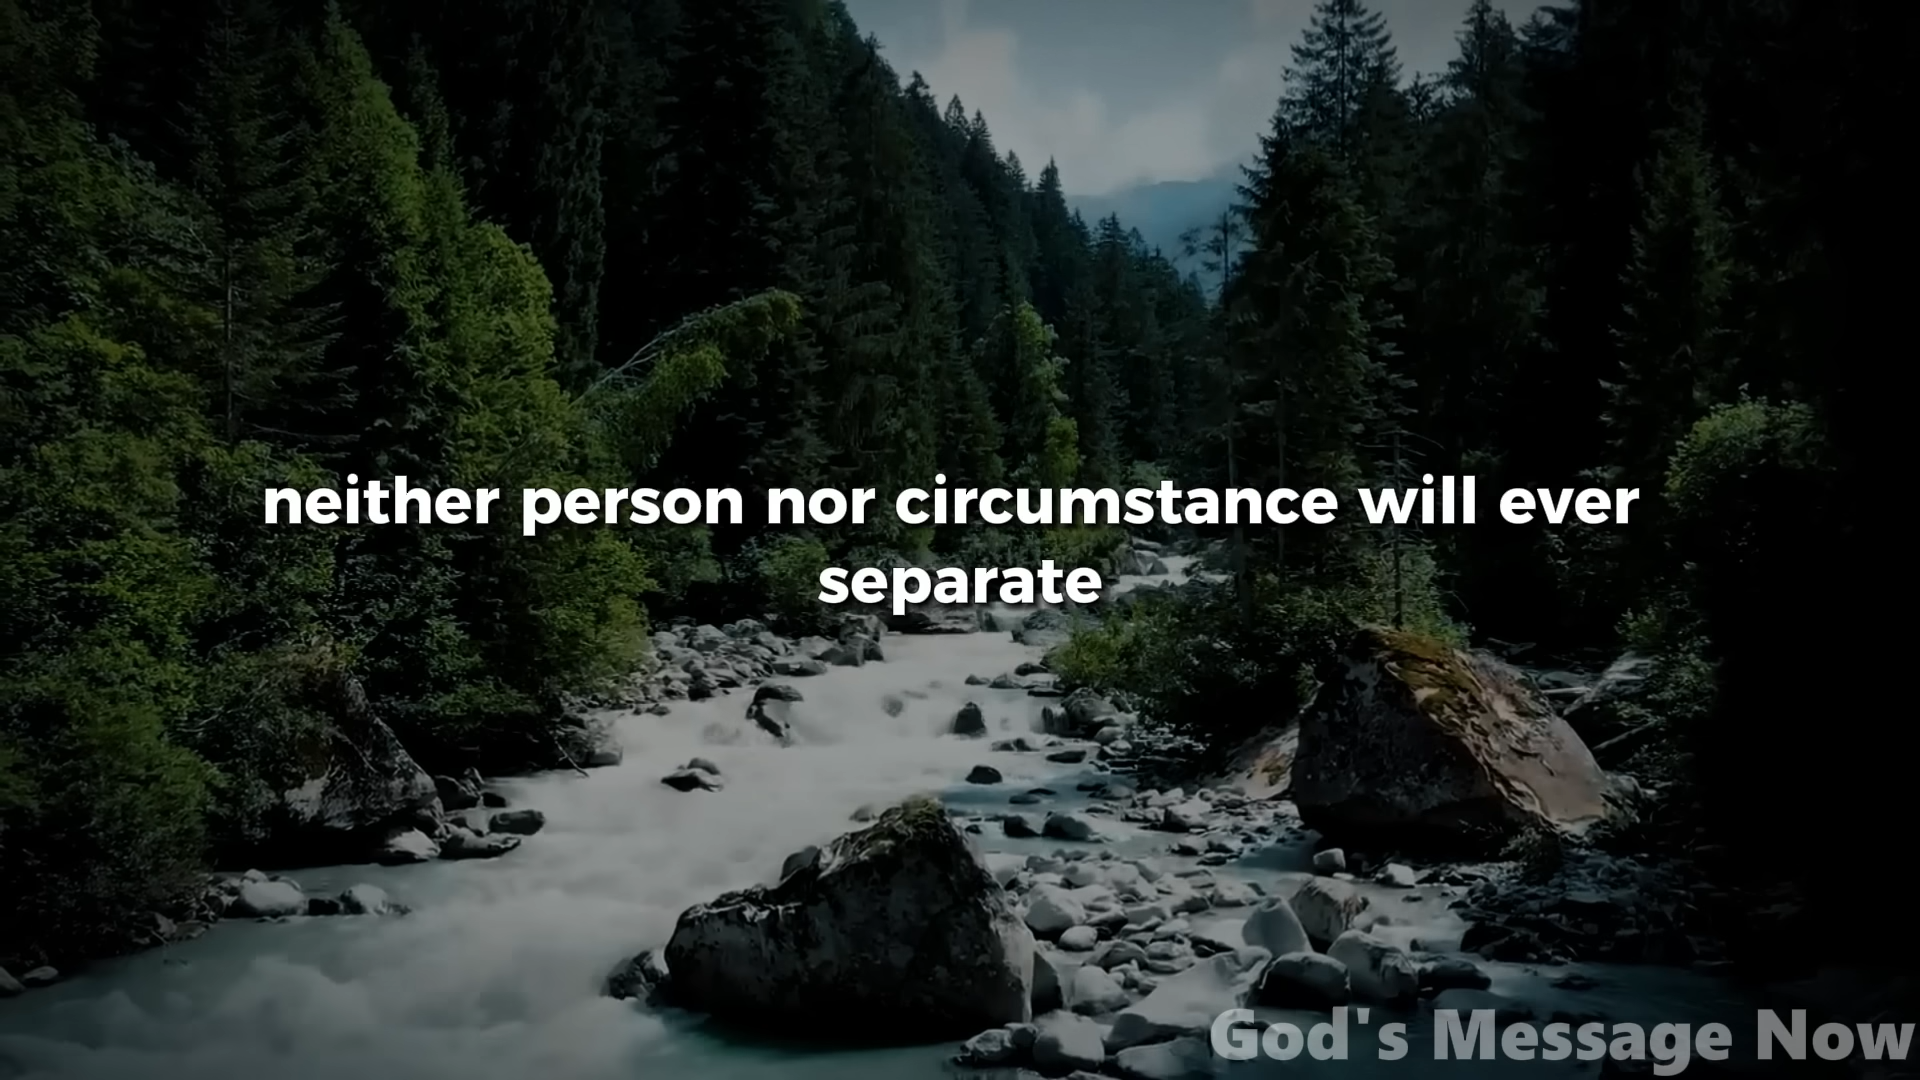 neither person nor circumstance will ever
separate
God's Message Now